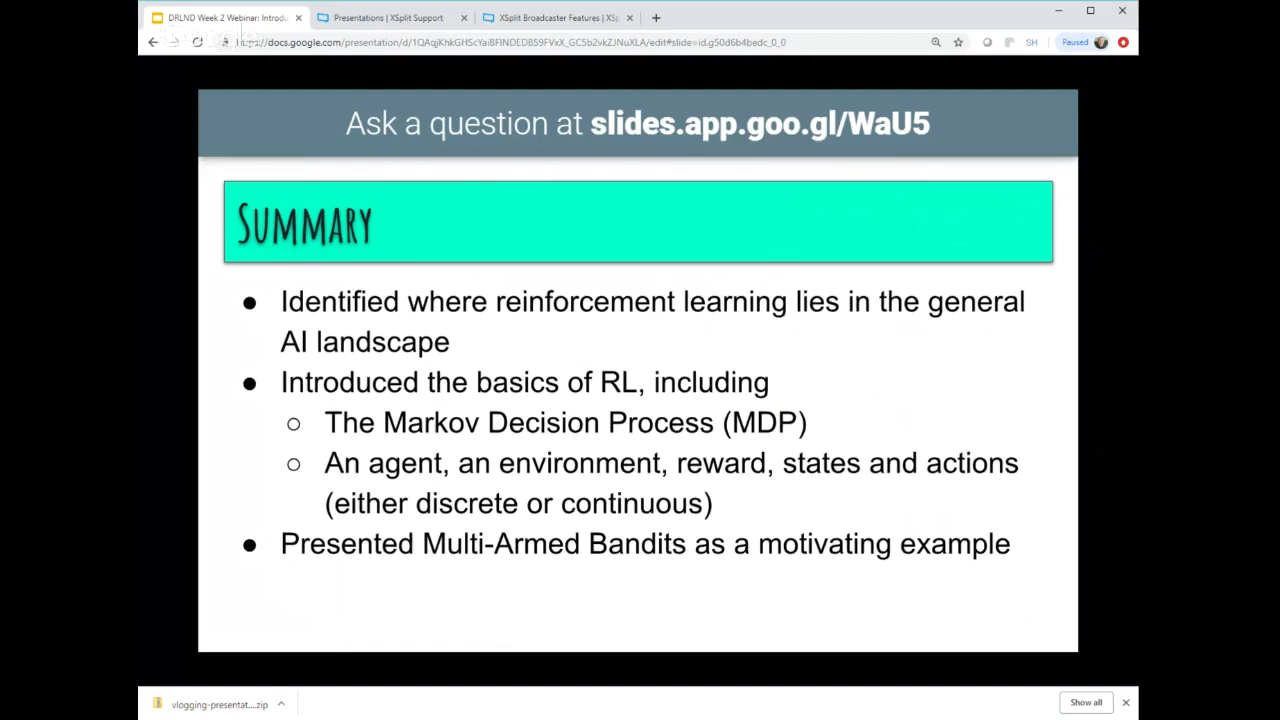 DRLND Week 2 Webinar: Introdu
Presentations | XSplit Support
XSplit Broadcaster Features | XSp
https://docs.google.com/presentation/d/1QAqjKhkGHScYaiBFINDEDB59FVxX_GC5b2vkZJNuXLA/edit#slide=id.g50d6b4bedc_0_0
SH
Paused
Ask a question at slides.app.goo.gl/WaU5
SUMMARY
● Identified where reinforcement learning lies in the general
AI landscape
● Introduced the basics of RL, including
○ The Markov Decision Process (MDP)
○ An agent, an environment, reward, states and actions
(either discrete or continuous)
● Presented Multi-Armed Bandits as a motivating example
vlogging-presentat....zip
Show all